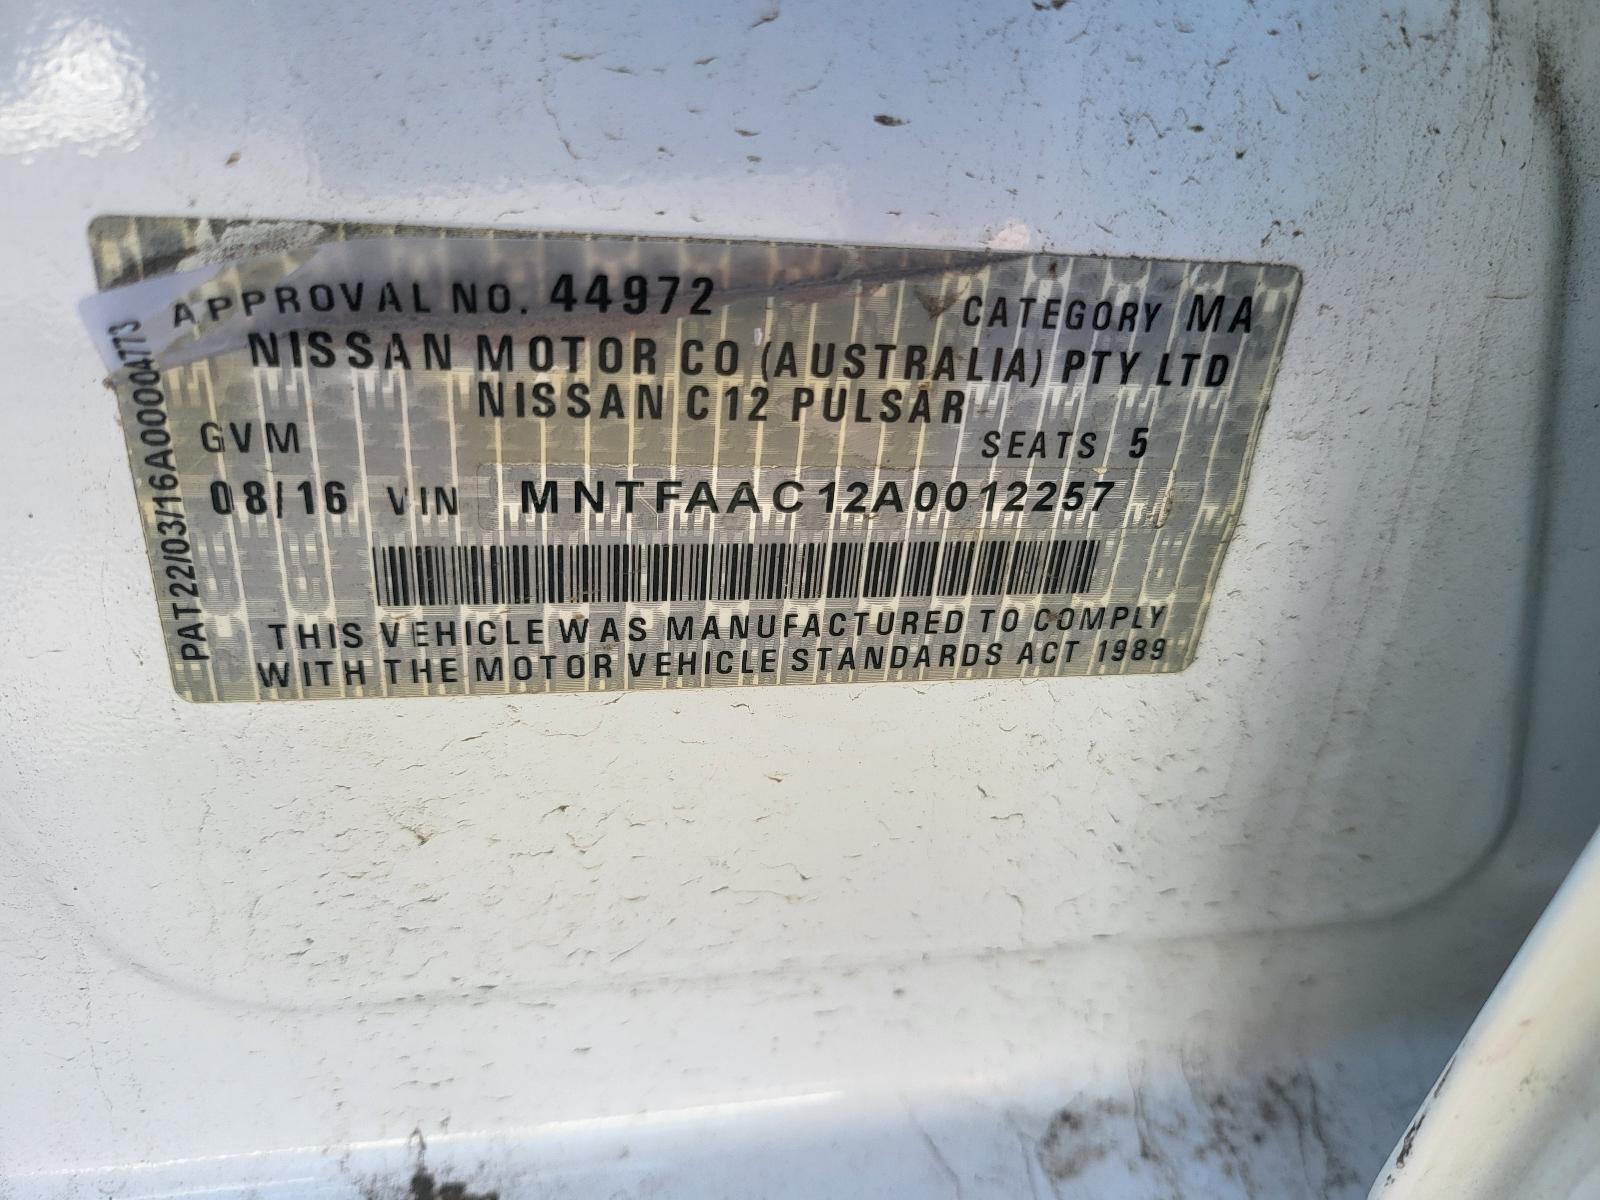 APPROVAL NO. 44972 CATEGORY MA
NISSAN MOTOR CO (AUSTRALIA) PTY LTD
NISSAN C12 PULSAR
GVM SEATS 5
08/16 VIN MNTFAAC12A0012257
THIS VEHICLE WAS MANUFACTURED TO COMPLY
WITH THE MOTOR VEHICLE STANDARDS ACT 1989
PAT22/03/16A000004773